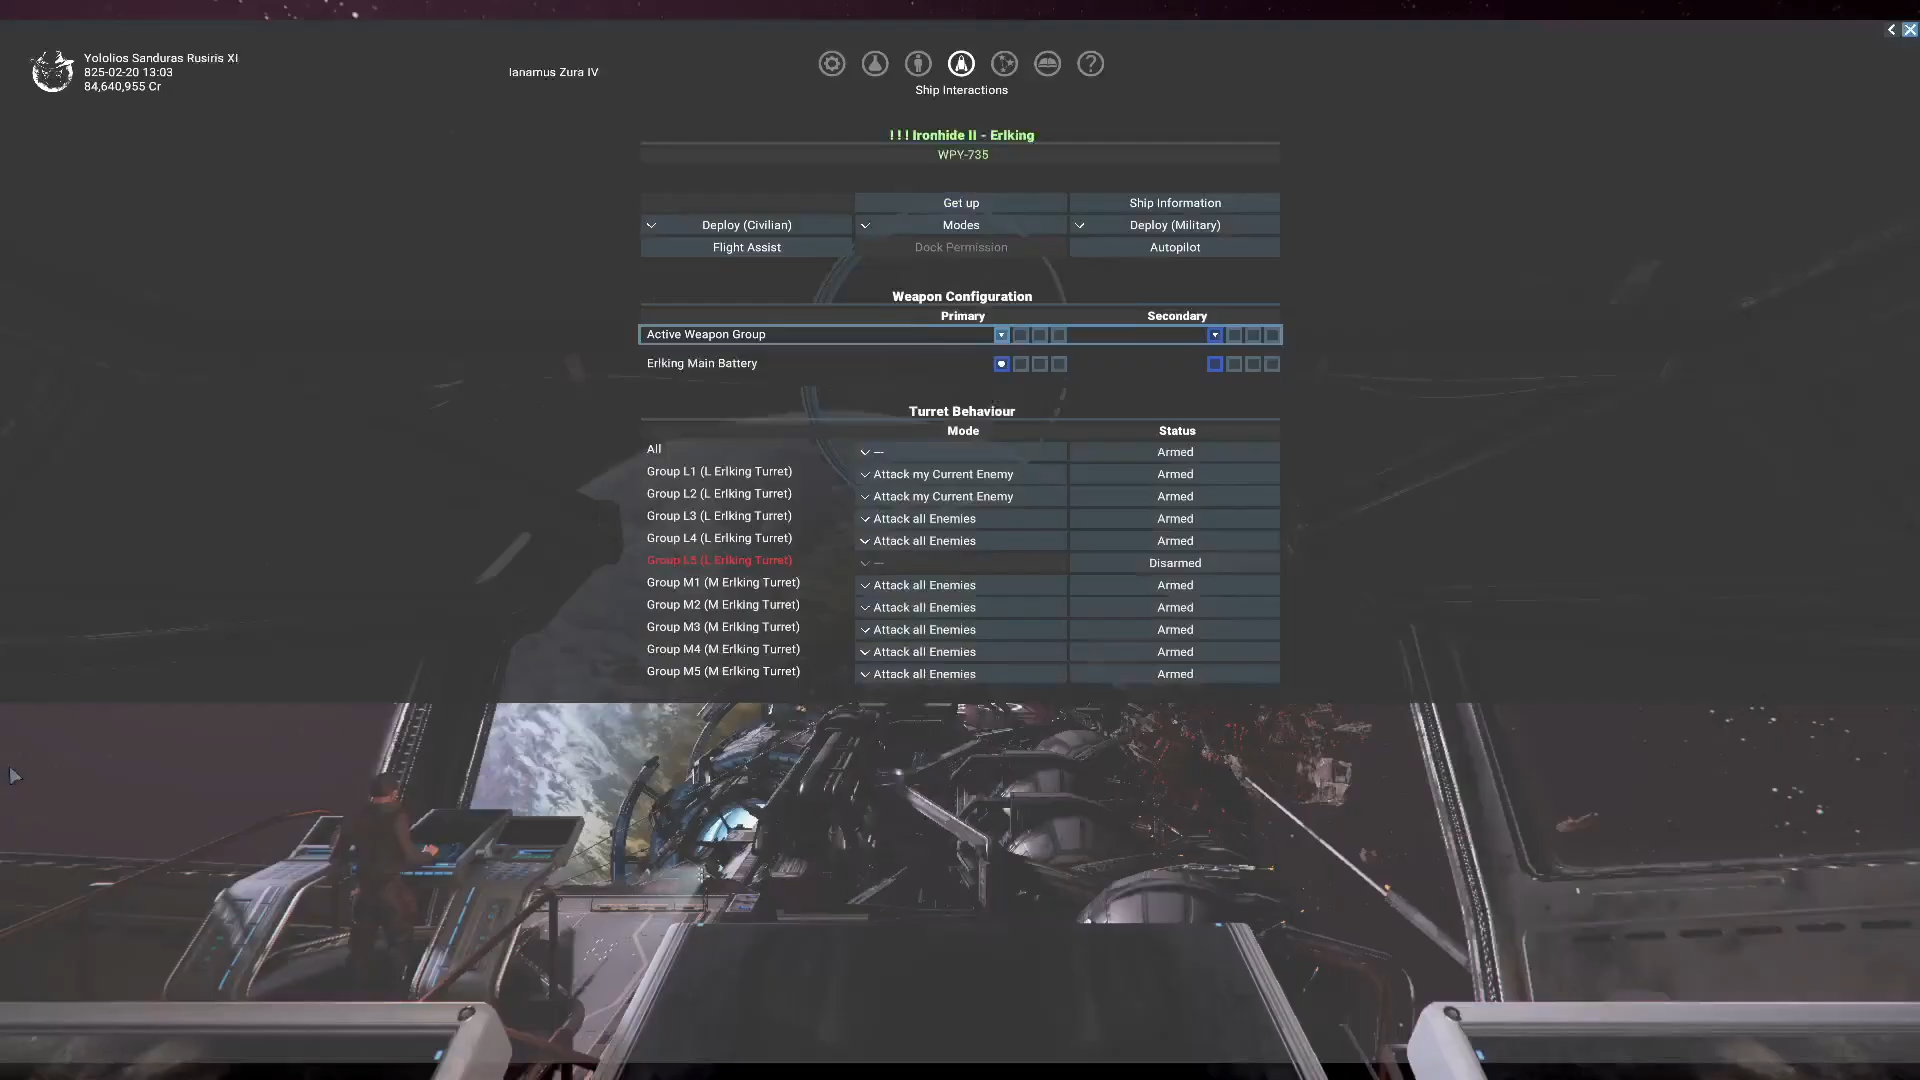 Yololios Sanduras Rusiris XI
825-02-20 13:03
84,640,955 Cr
Ianamus Zura IV
?
Ship Interactions
! ! ! Ironhide II - Erlking
WPY-735
Get up
Ship Information
Deploy (Civilian)
Modes
Deploy (Military)
Flight Assist
Dock Permission
Autopilot
Weapon Configuration
Primary
Secondary
Active Weapon Group
Erlking Main Battery
Turret Behaviour
Mode
Status
All
---
Armed
Group L1 (L Erlking Turret)
Attack my Current Enemy
Armed
Group L2 (L Erlking Turret)
Attack my Current Enemy
Armed
Group L3 (L Erlking Turret)
Attack all Enemies
Armed
Group L4 (L Erlking Turret)
Attack all Enemies
Armed
Group L5 (L Erlking Turret)
---
Disarmed
Group M1 (M Erlking Turret)
Attack all Enemies
Armed
Group M2 (M Erlking Turret)
Attack all Enemies
Armed
Group M3 (M Erlking Turret)
Attack all Enemies
Armed
Group M4 (M Erlking Turret)
Attack all Enemies
Armed
Group M5 (M Erlking Turret)
Attack all Enemies
Armed